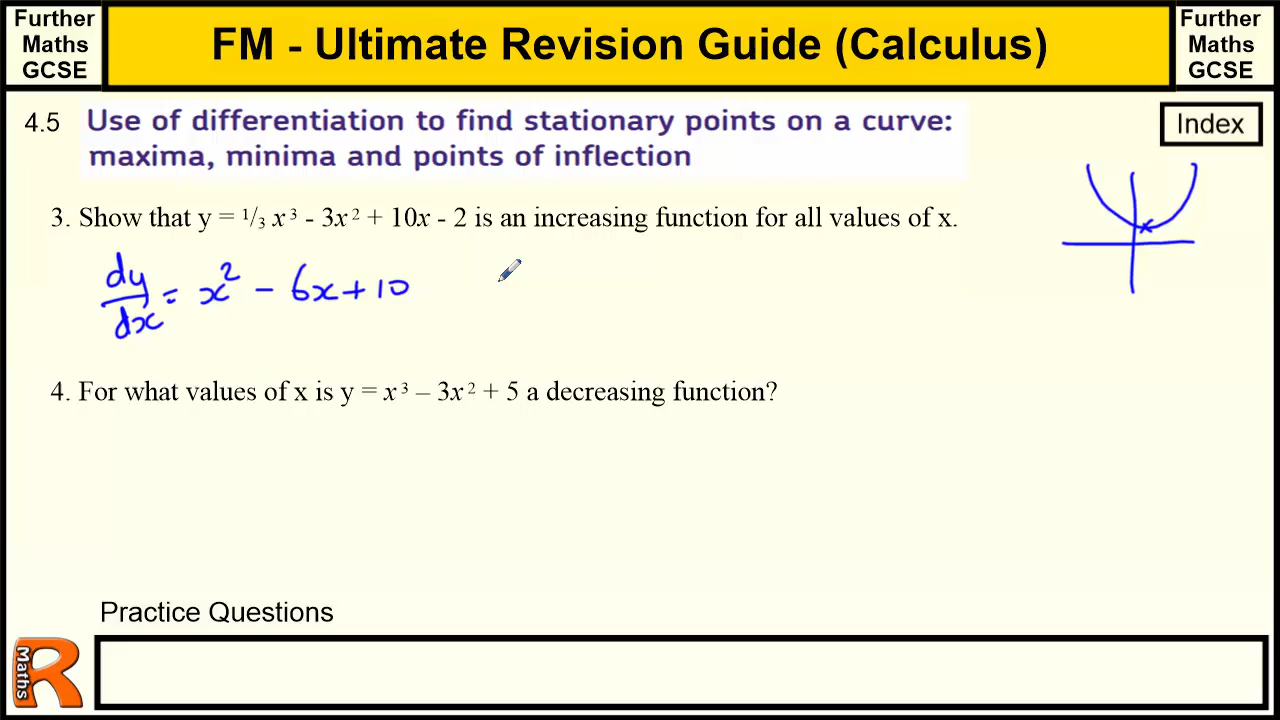 Further
Maths
GCSE
FM - Ultimate Revision Guide (Calculus)
Further
Maths
GCSE
4.5 Use of differentiation to find stationary points on a curve:
maxima, minima and points of inflection
Index
3. Show that y = 1/3 x³ - 3x² + 10x - 2 is an increasing function for all values of x.
dy/dx = x² - 6x + 10
4. For what values of x is y = x³ – 3x² + 5 a decreasing function?
Practice Questions
R Maths